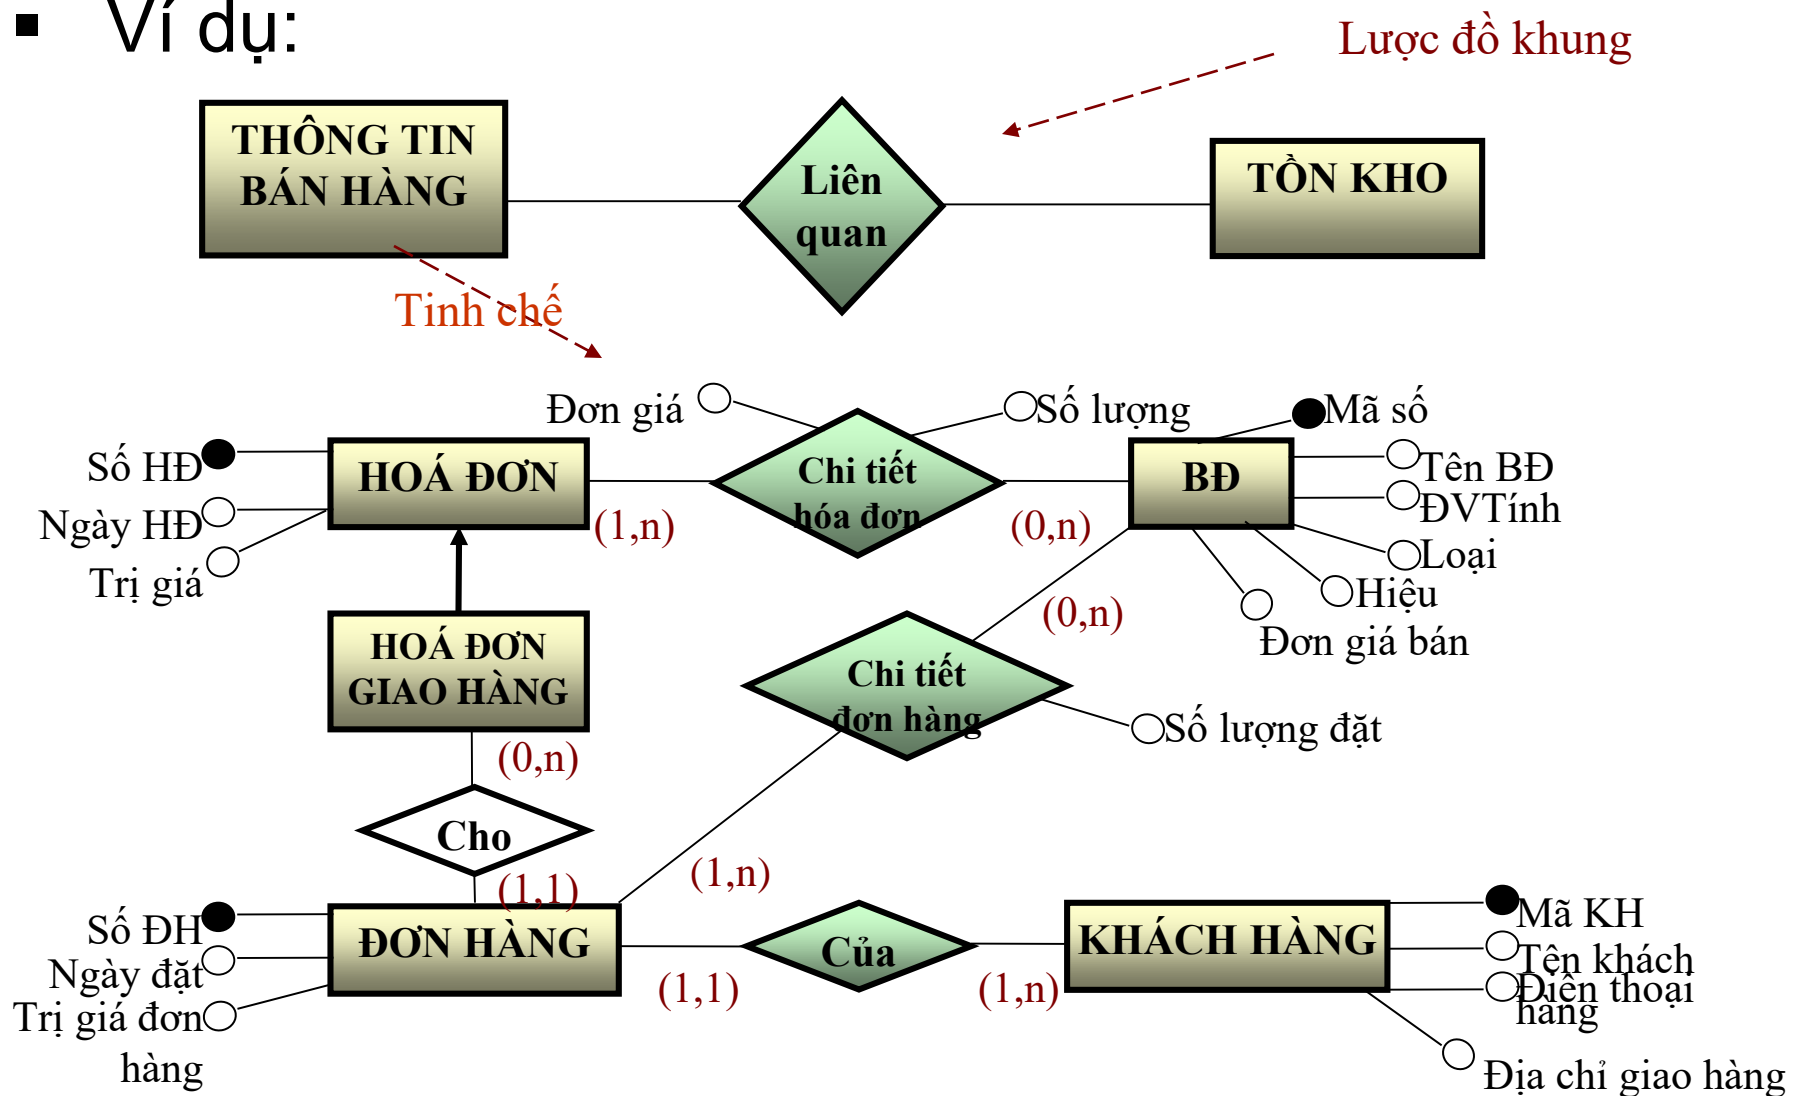 Ví dụ:
Lược đồ khung
THÔNG TIN
BÁN HÀNG
Liên
quan
TỒN KHO
Tinh chế
Đơn giá
Số lượng
Mã số
Số HĐ
HOÁ ĐƠN
Chi tiết
hóa đơn
BĐ
Tên BĐ
ĐVTính
Ngày HĐ
(1,n)
(0,n)
Loại
Trị giá
Hiệu
(0,n)
Đơn giá bán
HOÁ ĐƠN
GIAO HÀNG
Chi tiết
đơn hàng
Số lượng đặt
(0,n)
Cho
(1,1)
(1,n)
Số ĐH
ĐƠN HÀNG
Của
KHÁCH HÀNG
Mã KH
Tên khách
hàng
Điện thoại
Ngày đặt
(1,1)
(1,n)
Trị giá đơn
hàng
Địa chỉ giao hàng